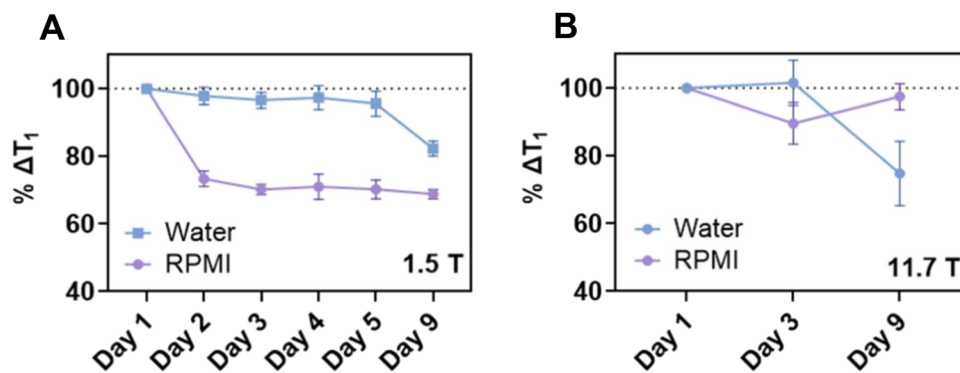 A
% ΔT₁
100
80
60
40
Water
RPMI
1.5 T
Day 1
Day 2
Day 3
Day 4
Day 5
Day 9
B
% ΔT₁
100
80
60
40
Water
RPMI
11.7 T
Day 1
Day 3
Day 9